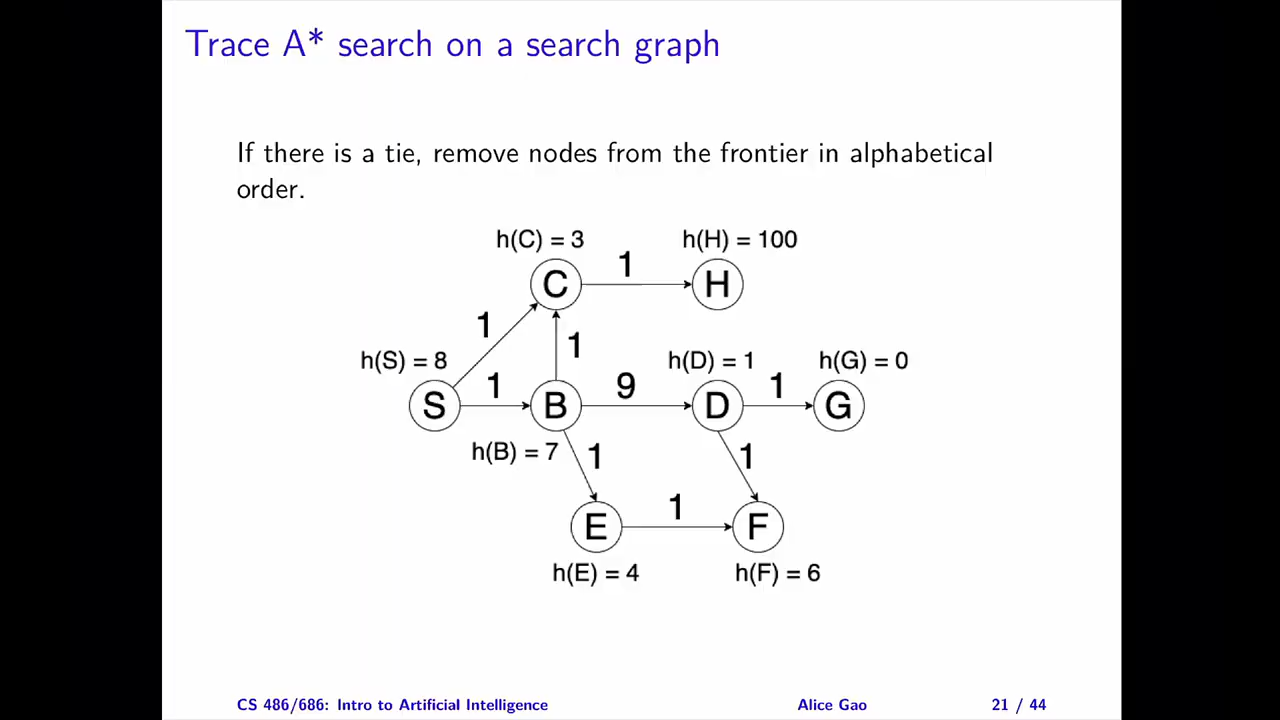 Trace A* search on a search graph
If there is a tie, remove nodes from the frontier in alphabetical
order.
h(C) = 3
h(H) = 100
1
C
H
1
1
h(S) = 8
h(D) = 1
h(G) = 0
1
9
1
S
B
D
G
h(B) = 7
1
1
1
E
F
h(E) = 4
h(F) = 6
CS 486/686: Intro to Artificial Intelligence
Alice Gao
21 / 44